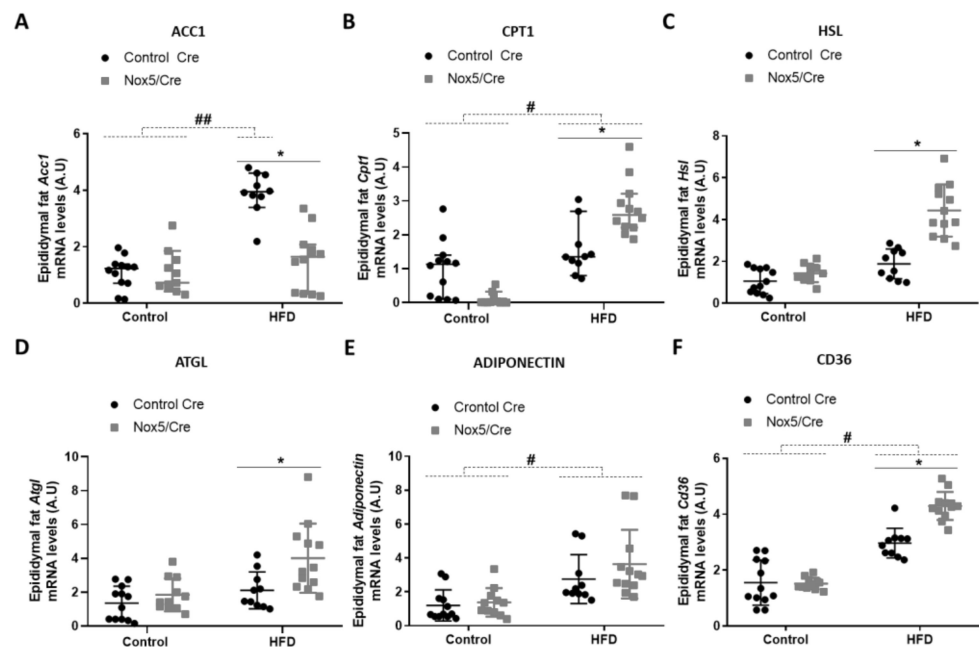 A
ACC1
Control Cre
Nox5/Cre
##
*
Epididymal fat Acc1
mRNA levels (A.U)
6
4
2
0
Control
HFD
B
CPT1
Control Cre
Nox5/Cre
#
*
Epididymal fat Cpt1
mRNA levels (A.U)
5
4
3
2
1
0
Control
HFD
C
HSL
Control Cre
Nox5/Cre
*
Epididymal fat Hsl
mRNA levels (A.U)
8
6
4
2
0
Control
HFD
D
ATGL
Control Cre
Nox5/Cre
*
Epididymal fat Atgl
mRNA levels (A.U)
10
8
6
4
2
0
Control
HFD
E
ADIPONECTIN
Crontol Cre
Nox5/Cre
#
Epididymal fat Adiponectin
mRNA levels (A.U)
10
8
6
4
2
0
Control
HFD
F
CD36
Control Cre
Nox5/Cre
#
*
Epididymal fat Cd36
mRNA levels (A.U)
6
4
2
0
Control
HFD